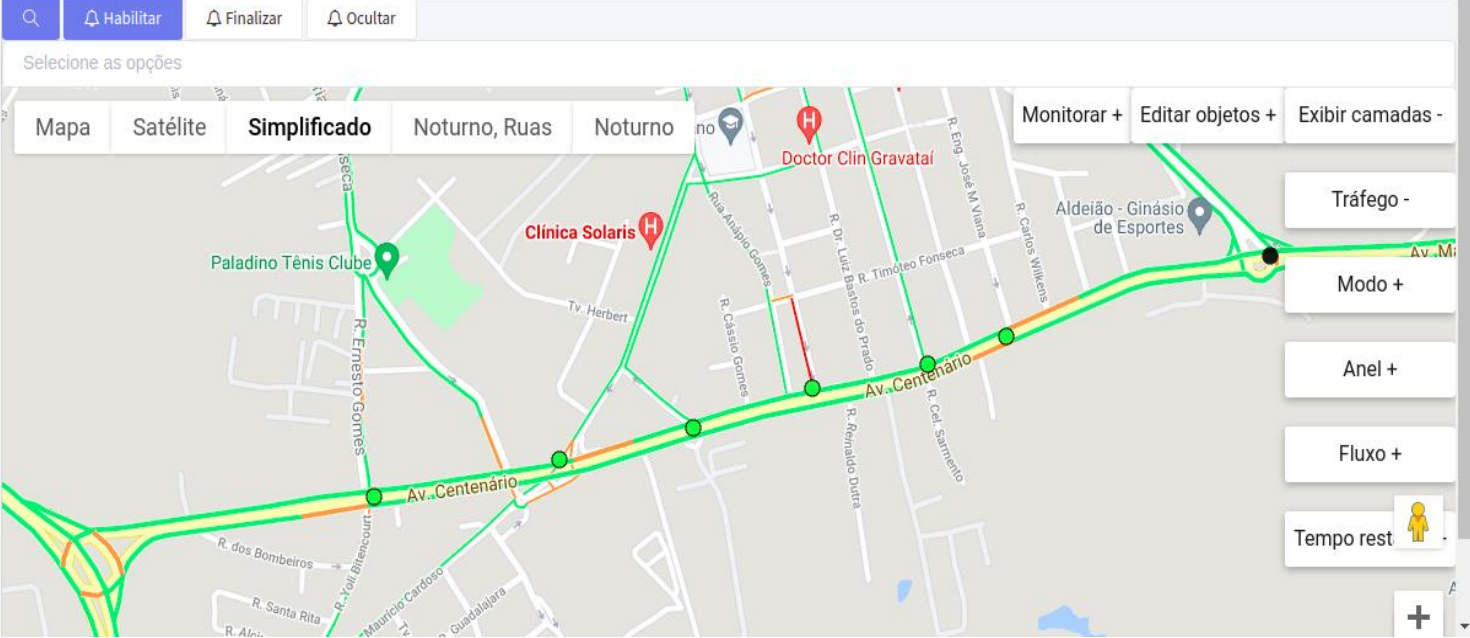 Habilitar
Finalizar
Ocultar
Selecione as opções
Mapa
Satélite
Simplificado
Noturno, Ruas
Noturno
Monitorar +
Editar objetos +
Exibir camadas -
Doctor Clin Gravataí
R. Eng. José M Viana
Tráfego -
Aldeião - Ginásio
de Esportes
Clínica Solaris
Rua Anápio Gomes
R. Dr. Luiz Bastos do Prado
R. Carlos Wilkens
Paladino Tênis Clube
R. Timóteo Fonseca
Modo +
Tv. Herbert
R. Cássio Gomes
R. Ernesto Gomes
Anel +
Av. Centenário
R. Cel. Sarmento
R. Reinaldo Dutra
Fluxo +
Av. Centenário
R. dos Bombeiros
Tempo rest
R. Santa Rita
Maurício Cardoso
Guadalajara